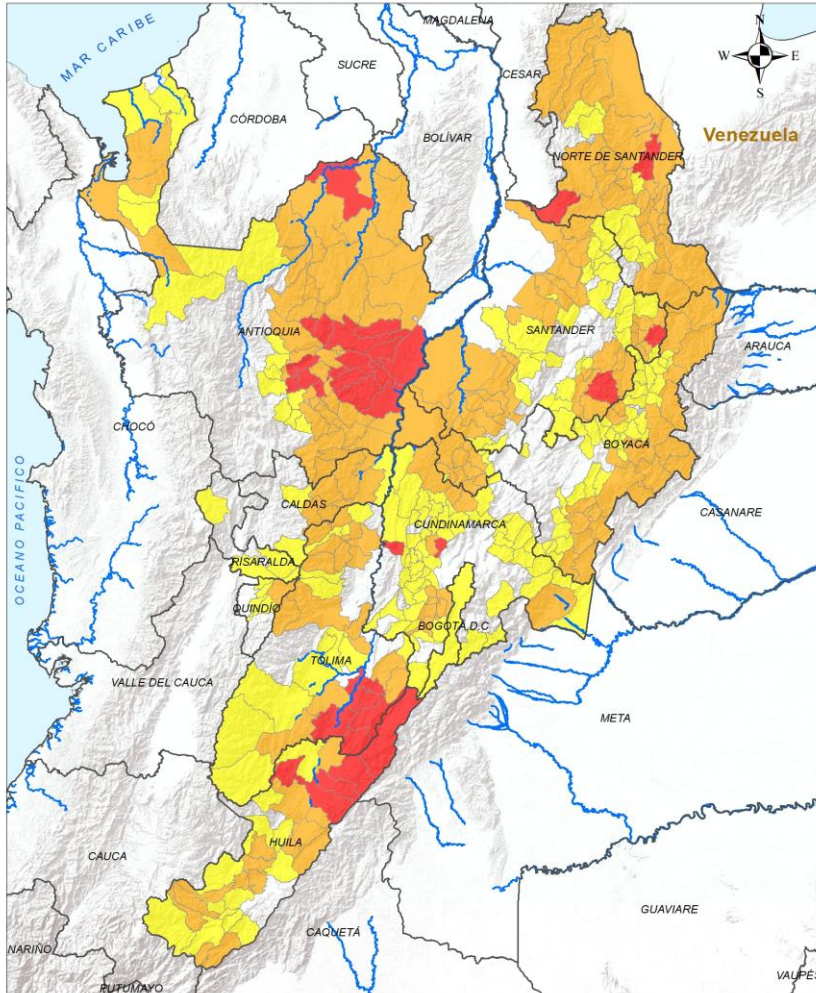 MAGDALENA
MAR CARIBE
SUCRE
CESAR
N
W
E
S
CÓRDOBA
BOLÍVAR
Venezuela
NORTE DE SANTANDER
ANTIOQUIA
SANTANDER
ARAUCA
CHOCÓ
BOYACÁ
OCEANO PACIFICO
CALDAS
CUNDINAMARCA
CASANARE
RISARALDA
QUINDÍO
BOGOTÁ, D.C
TOLIMA
VALLE DEL CAUCA
META
HUILA
CAUCA
GUAVIARE
CAQUETÁ
NARIÑO
PUTUMAYO
VAUPÉS